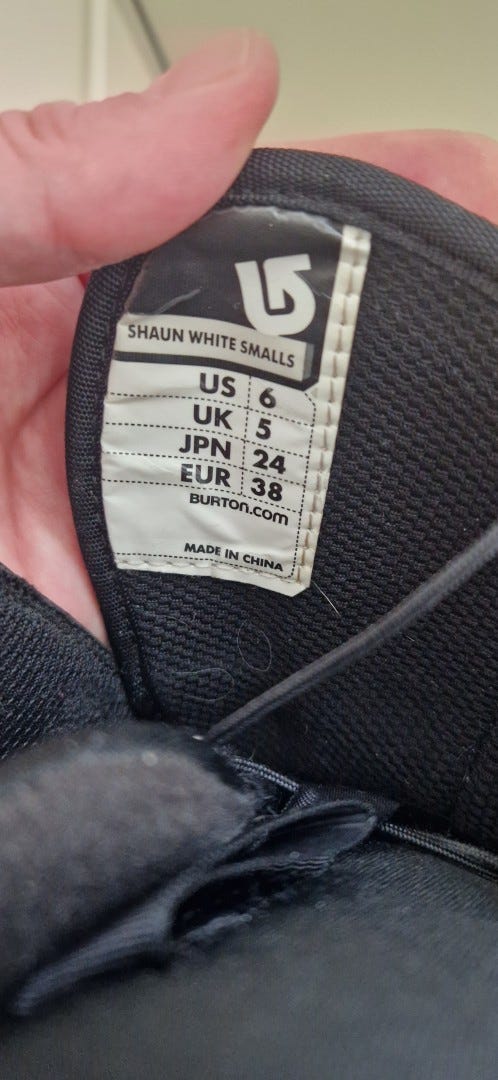 SHAUN WHITE SMALLS
US 6
UK 5
JPN 24
EUR 38
BURTON.COM
MADE IN CHINA